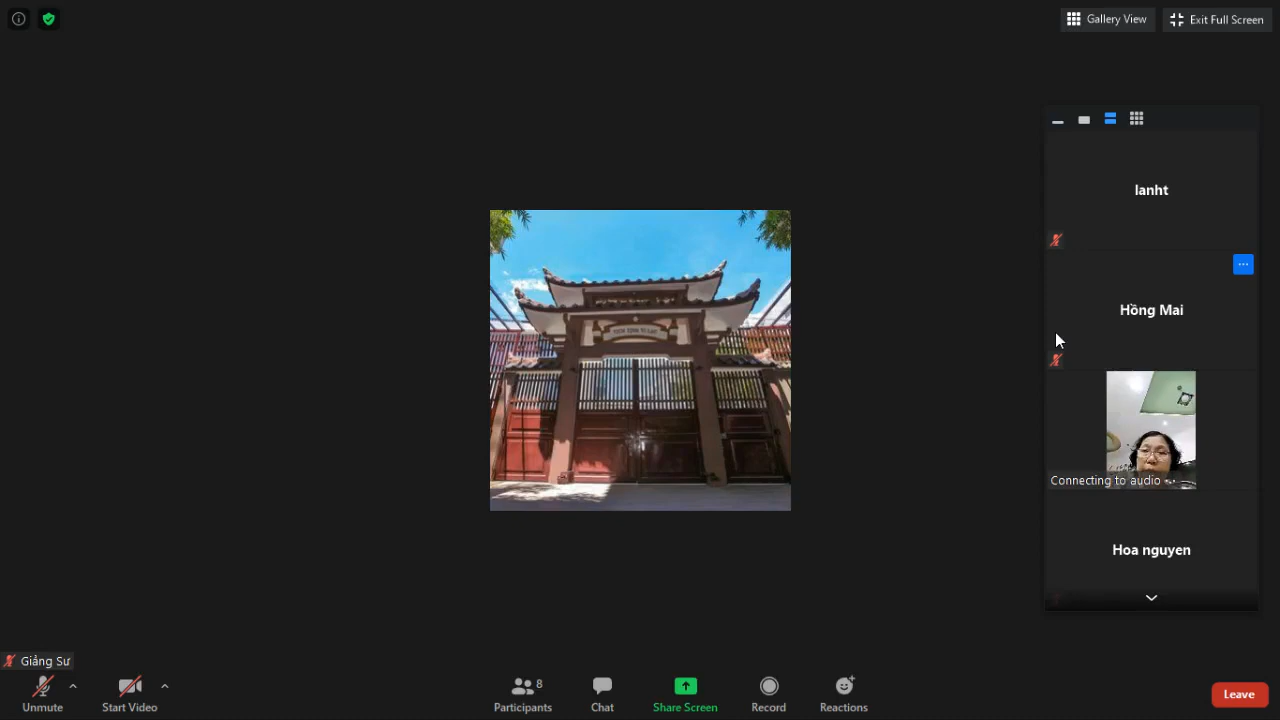 Gallery View
Exit Full Screen
lanht
Hồng Mai
Connecting to audio
Hoa nguyen
Giảng Sư
Unmute
Start Video
Participants
8
Chat
Share Screen
Record
Reactions
Leave